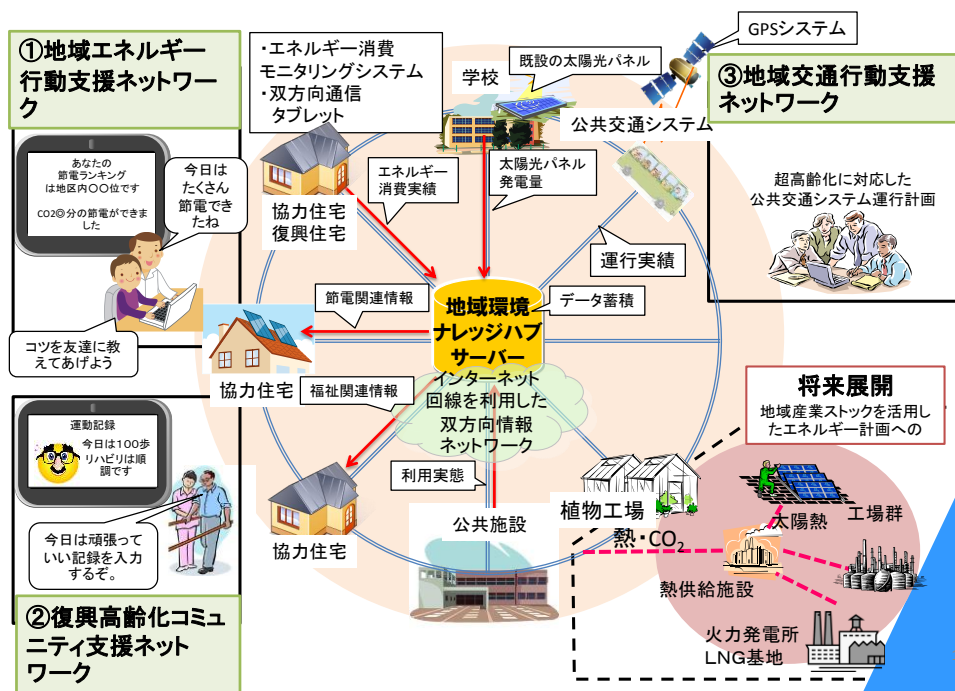 ①地域エネルギー
行動支援ネットワー
ク
・エネルギー消費
モニタリングシステム
・双方向通信
タブレット
学校
既設の太陽光パネル
GPSシステム
③地域交通行動支援
ネットワーク
公共交通システム
あなたの
節電ランキング
は地区内〇〇位です
CO2◎分の節電ができま
した
今日は
たくさん
節電でき
たね
協力住宅
復興住宅
エネルギー
消費実績
太陽光パネル
発電量
超高齢化に対応した
公共交通システム運行計画
運行実績
節電関連情報
地域環境
ナレッジハブ
サーバー
データ蓄積
コツを友達に教
えてあげよう
協力住宅
福祉関連情報
インターネット
回線を利用した
双方向情報
ネットワーク
将来展開
地域産業ストックを活用し
たエネルギー計画への
運動記録
今日は100歩
リハビリは順
調です
利用実態
今日は頑張って
いい記録を入力
するぞ。
協力住宅
公共施設
植物工場
熱・CO2
太陽熱
工場群
熱供給施設
火力発電所
LNG基地
②復興高齢化コミュ
ニティ支援ネット
ワーク